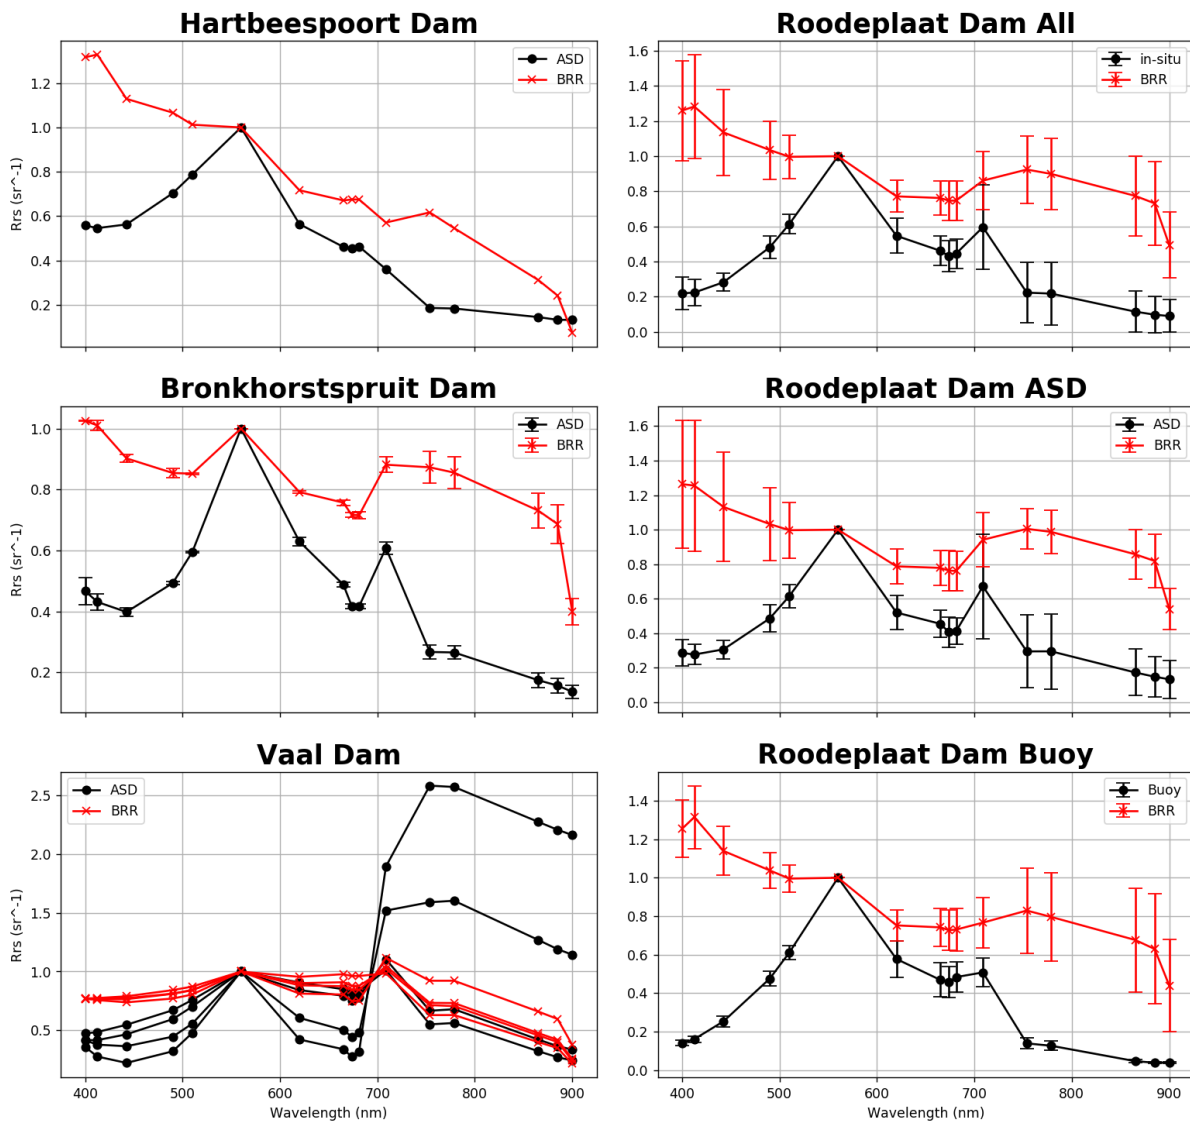 Hartbeespoort Dam
Rrs (sr^-1)
1.2
1.0
0.8
0.6
0.4
0.2
ASD
BRR
Roodeplaat Dam All
1.6
1.4
1.2
1.0
0.8
0.6
0.4
0.2
0.0
in-situ
BRR
Bronkhorstspruit Dam
Rrs (sr^-1)
1.0
0.8
0.6
0.4
0.2
ASD
BRR
Roodeplaat Dam ASD
1.6
1.4
1.2
1.0
0.8
0.6
0.4
0.2
0.0
ASD
BRR
Vaal Dam
Rrs (sr^-1)
2.5
2.0
1.5
1.0
0.5
ASD
BRR
400 500 600 700 800 900
Wavelength (nm)
Roodeplaat Dam Buoy
1.4
1.2
1.0
0.8
0.6
0.4
0.2
0.0
Buoy
BRR
400 500 600 700 800 900
Wavelength (nm)